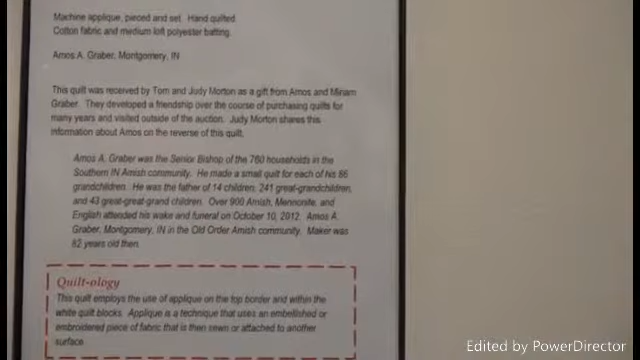 Machine applique, pieced and set. Hand quilted.
Cotton fabric and medium loft polyester batting.
Amos A. Graber, Montgomery, IN
This quilt was received by Tom and Judy Morton as a gift from Amos and Miriam
Graber. They developed a friendship over the course of purchasing quilts for
many years and visited outside of the auction. Judy Morton shares this
information about Amos on the reverse of this quilt.
Amos A. Graber was the Senior Bishop of the 760 households in the
Southern IN Amish community. He made a small quilt for each of his 86
grandchildren. He was the father of 14 children, 241 great-grandchildren,
and 43 great-great-grand children. Over 900 Amish, Mennonite, and
English attended his wake and funeral on October 10, 2012. Amos A.
Graber, Montgomery, IN in the Old Order Amish community. Maker was
82 years old then.
Quilt-ology
This quilt employs the use of applique on the top border and within the
white quilt blocks. Applique is a technique that uses an embellished or
embroidered piece of fabric that is then sewn or attached to another
surface.
Edited by PowerDirector